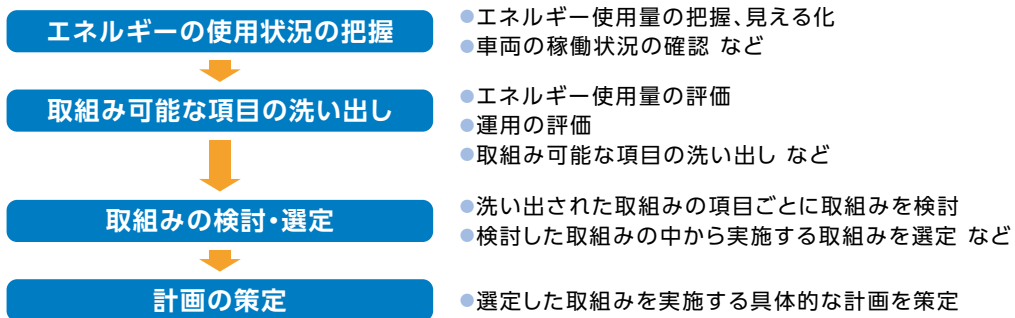 エネルギーの使用状況の把握
●エネルギー使用量の把握、見える化
●車両の稼働状況の確認 など
取組み可能な項目の洗い出し
●エネルギー使用量の評価
●運用の評価
●取組み可能な項目の洗い出し など
取組みの検討・選定
●洗い出された取組みの項目ごとに取組みを検討
●検討した取組みの中から実施する取組みを選定 など
計画の策定
●選定した取組みを実施する具体的な計画を策定